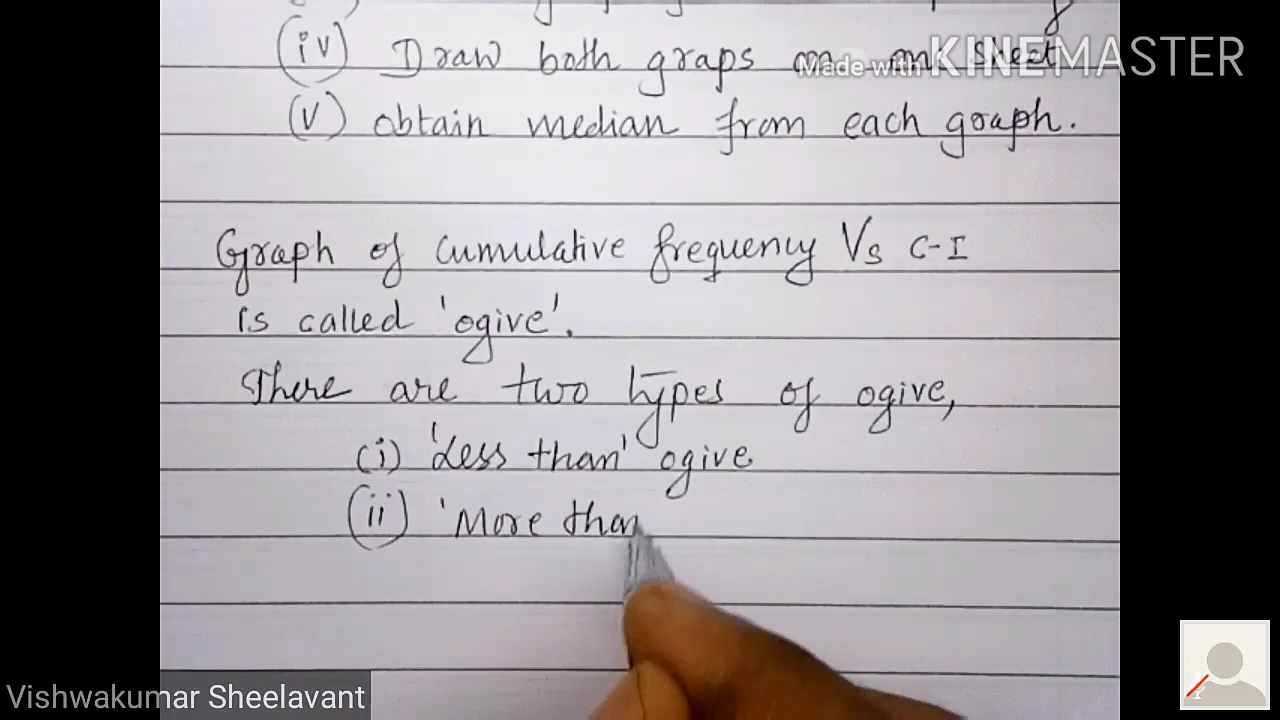 (iv) Draw both graps on one sheet
Made with KINEMASTER
(v) obtain median from each graph.
Graph of cumulative frequency Vs C-I
is called 'ogive'.
There are two types of ogive,
(i) 'Less than' ogive
(ii) 'More than
Vishwakumar Sheelavant